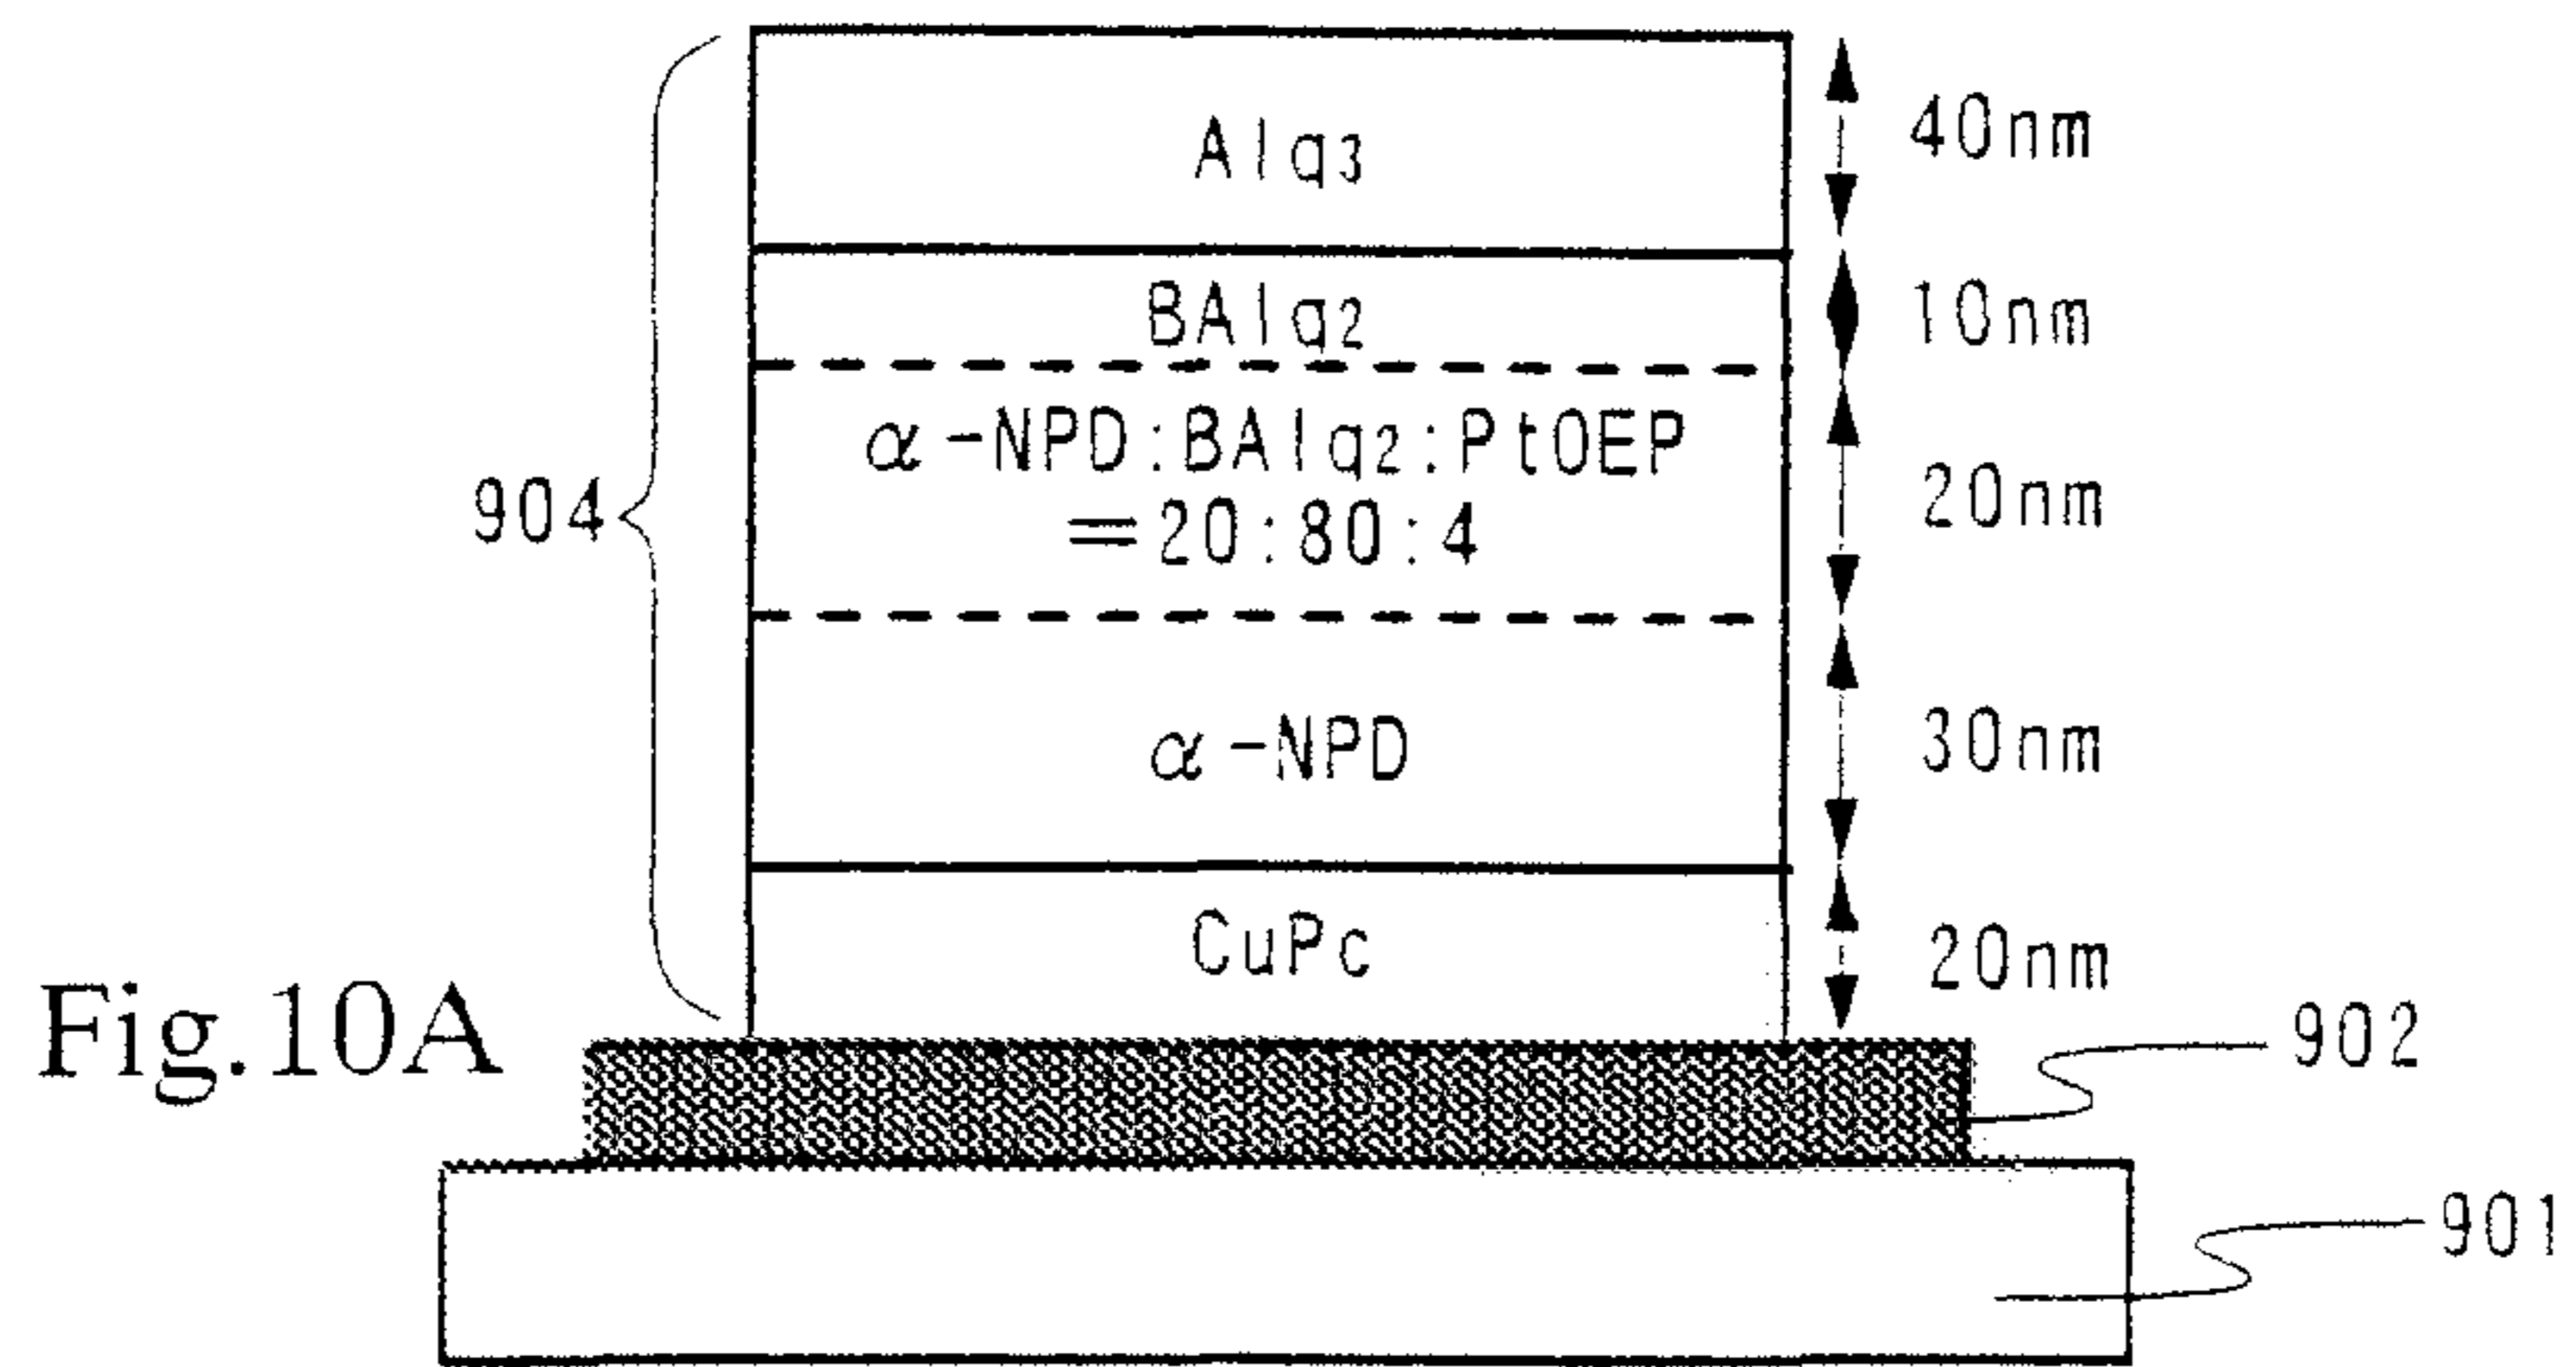 Alq3
40nm
BAlq2
10nm
α-NPD:BAlq2:PtOEP
=20:80:4
20nm
904
α-NPD
30nm
CuPc
20nm
Fig.10A
902
901